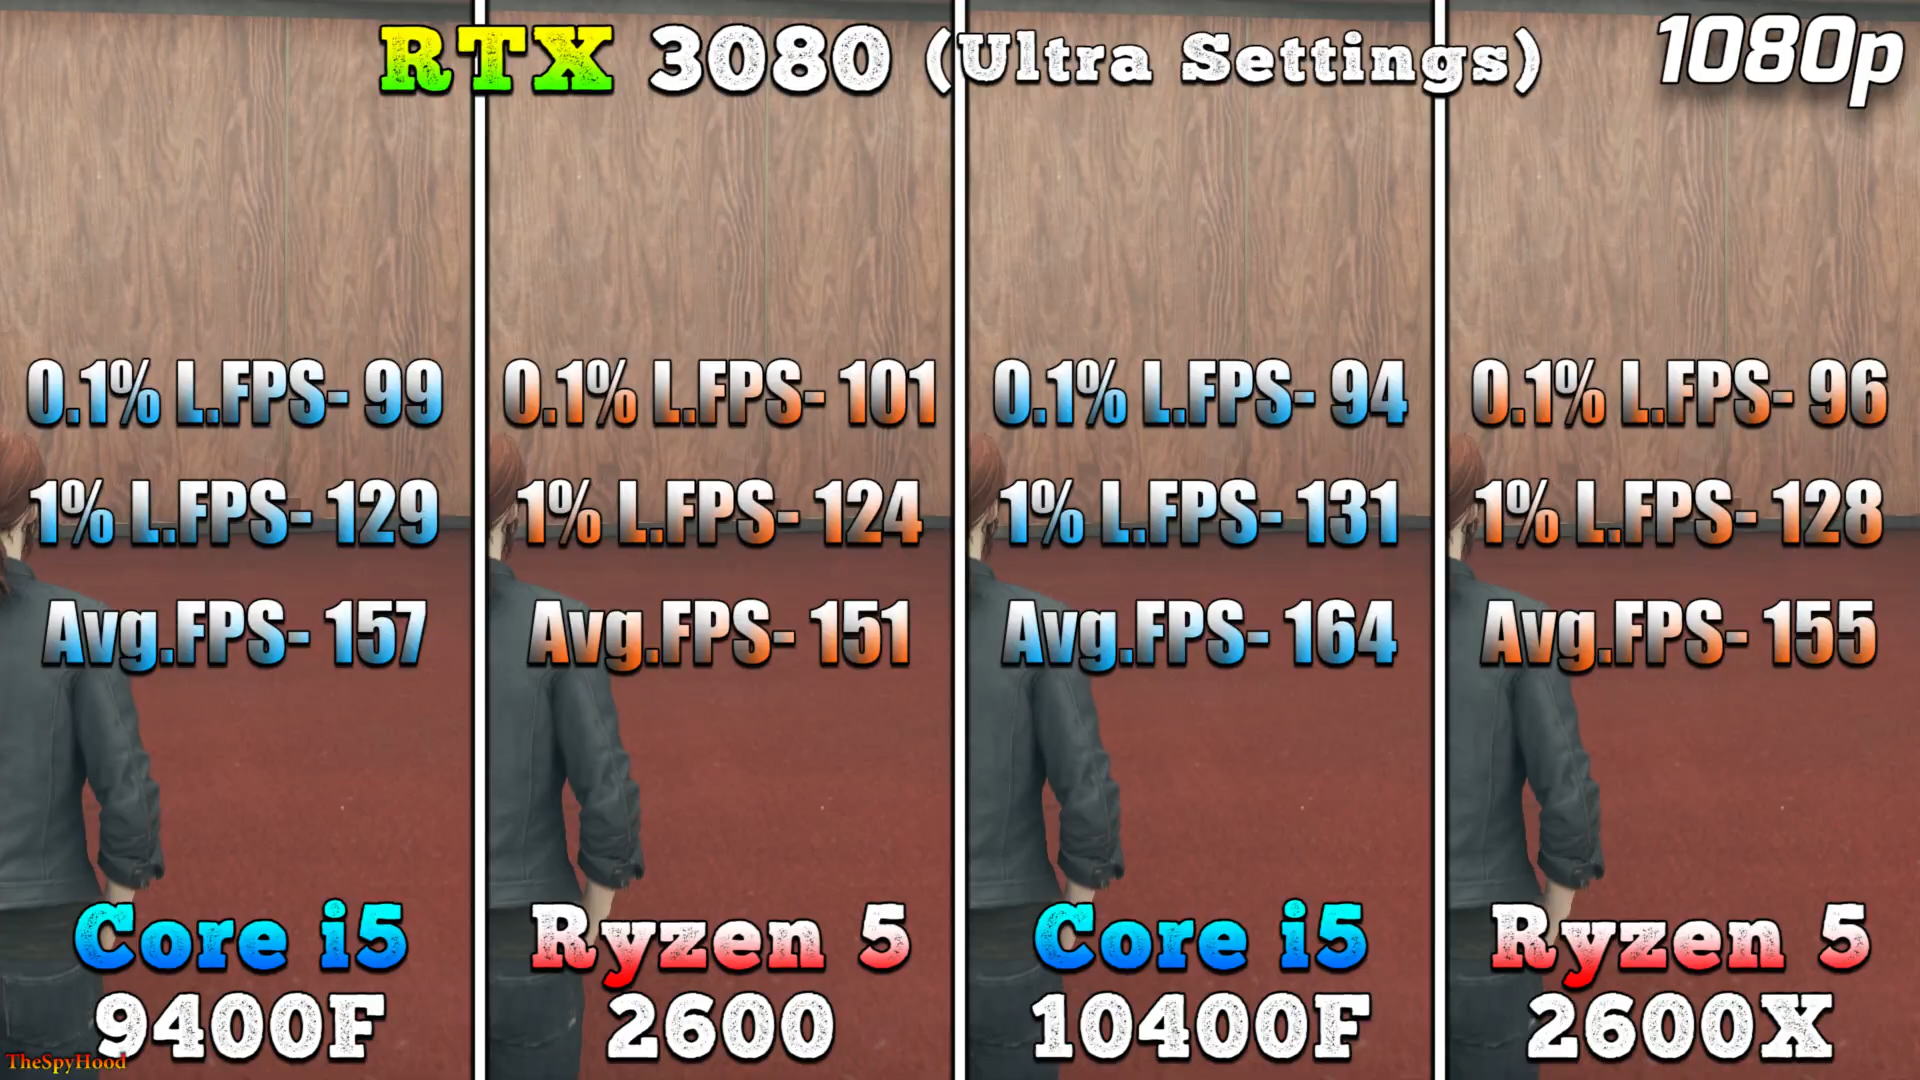 RTX 3080 (Ultra Settings)
1080p
0.1% L.FPS- 99
1% L.FPS- 129
Avg.FPS- 157
Core i5
9400F
0.1% L.FPS- 101
1% L.FPS- 124
Avg.FPS- 151
Ryzen 5
2600
0.1% L.FPS- 94
1% L.FPS- 131
Avg.FPS- 164
Core i5
10400F
0.1% L.FPS- 96
1% L.FPS- 128
Avg.FPS- 155
Ryzen 5
2600X
TheSpyHood